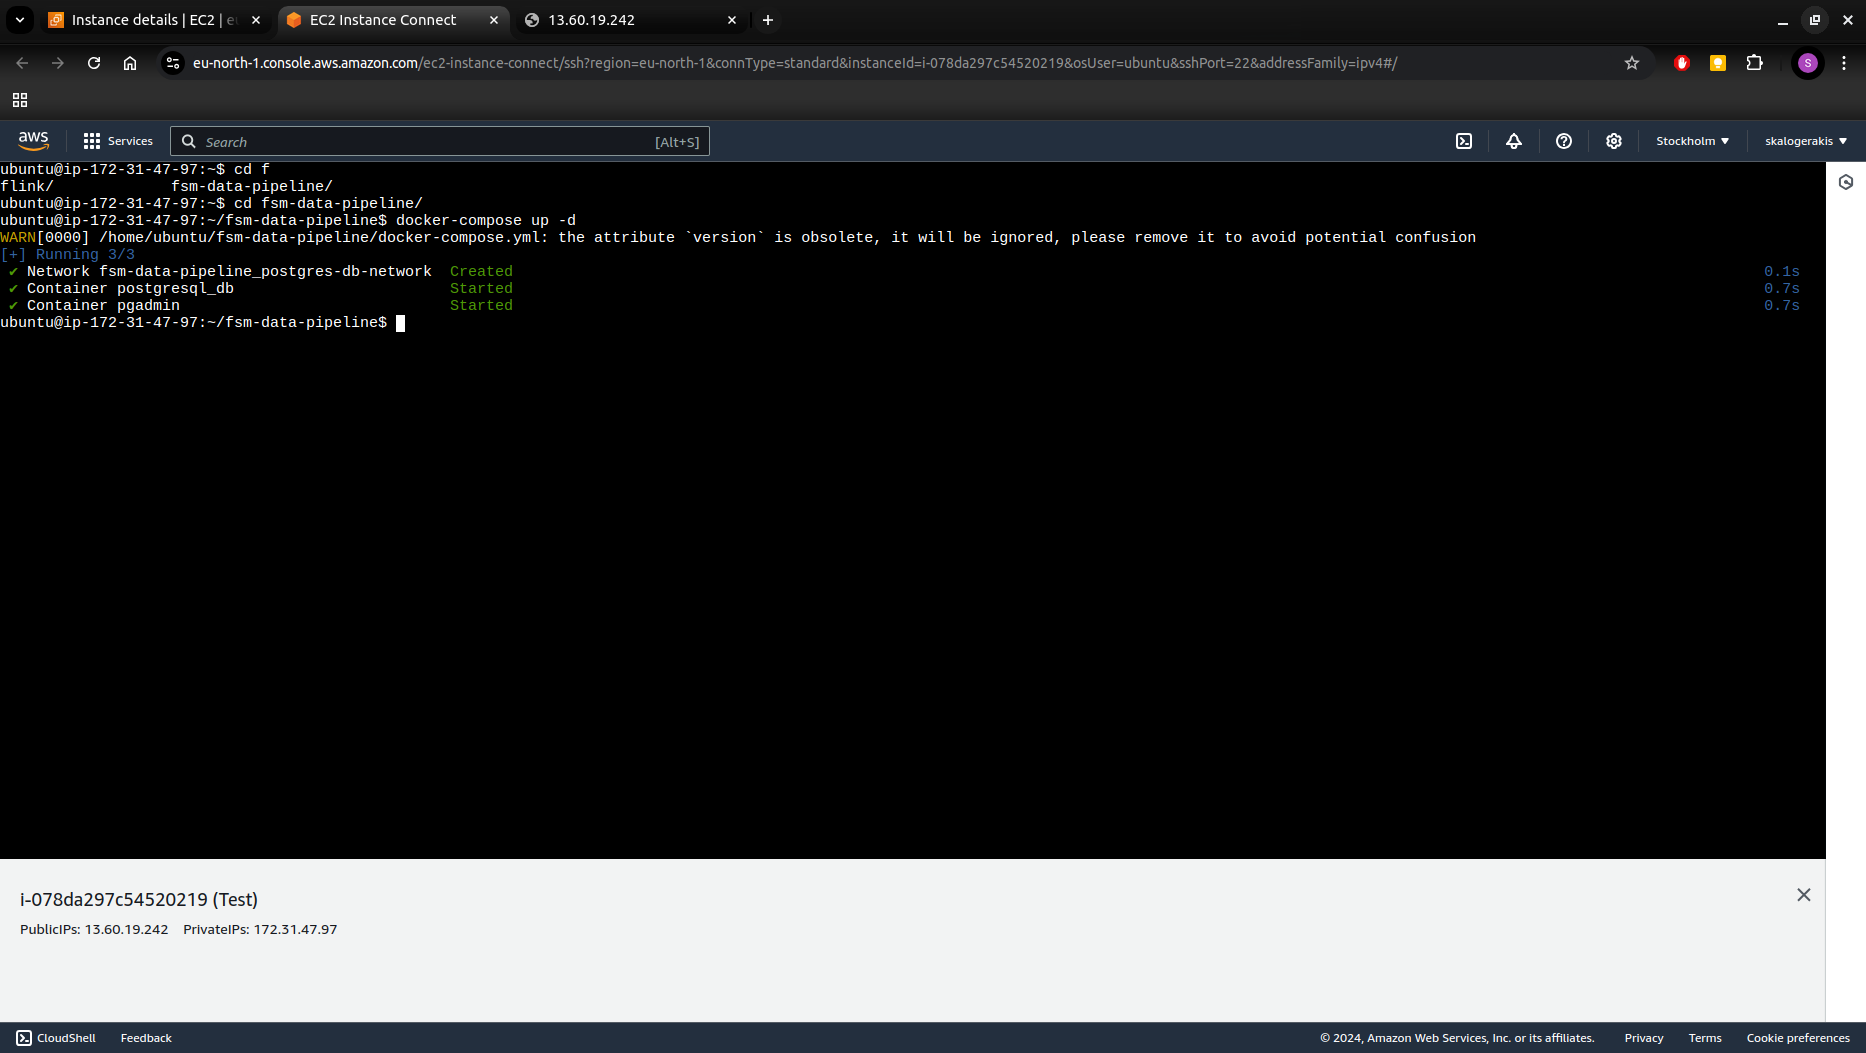 Instance details | EC2 | eu
EC2 Instance Connect
13.60.19.242
eu-north-1.console.aws.amazon.com/ec2-instance-connect/ssh?region=eu-north-1&connType=standard&instanceId=i-078da297c54520219&osUser=ubuntu&sshPort=22&addressFamily=ipv4#/
S
aws
Services
Search
[Alt+S]
Stockholm
skalogerakis
ubuntu@ip-172-31-47-97:~$ cd f
flink/             fsm-data-pipeline/
ubuntu@ip-172-31-47-97:~$ cd fsm-data-pipeline/
ubuntu@ip-172-31-47-97:~/fsm-data-pipeline$ docker-compose up -d
WARN[0000] /home/ubuntu/fsm-data-pipeline/docker-compose.yml: the attribute `version` is obsolete, it will be ignored, please remove it to avoid potential confusion
[+] Running 3/3
✔ Network fsm-data-pipeline_postgres-db-network  Created 0.1s
✔ Container postgresql_db                        Started 0.7s
✔ Container pgadmin                              Started 0.7s
ubuntu@ip-172-31-47-97:~/fsm-data-pipeline$
i-078da297c54520219 (Test)
PublicIPs: 13.60.19.242    PrivateIPs: 172.31.47.97
CloudShell
Feedback
© 2024, Amazon Web Services, Inc. or its affiliates.
Privacy
Terms
Cookie preferences